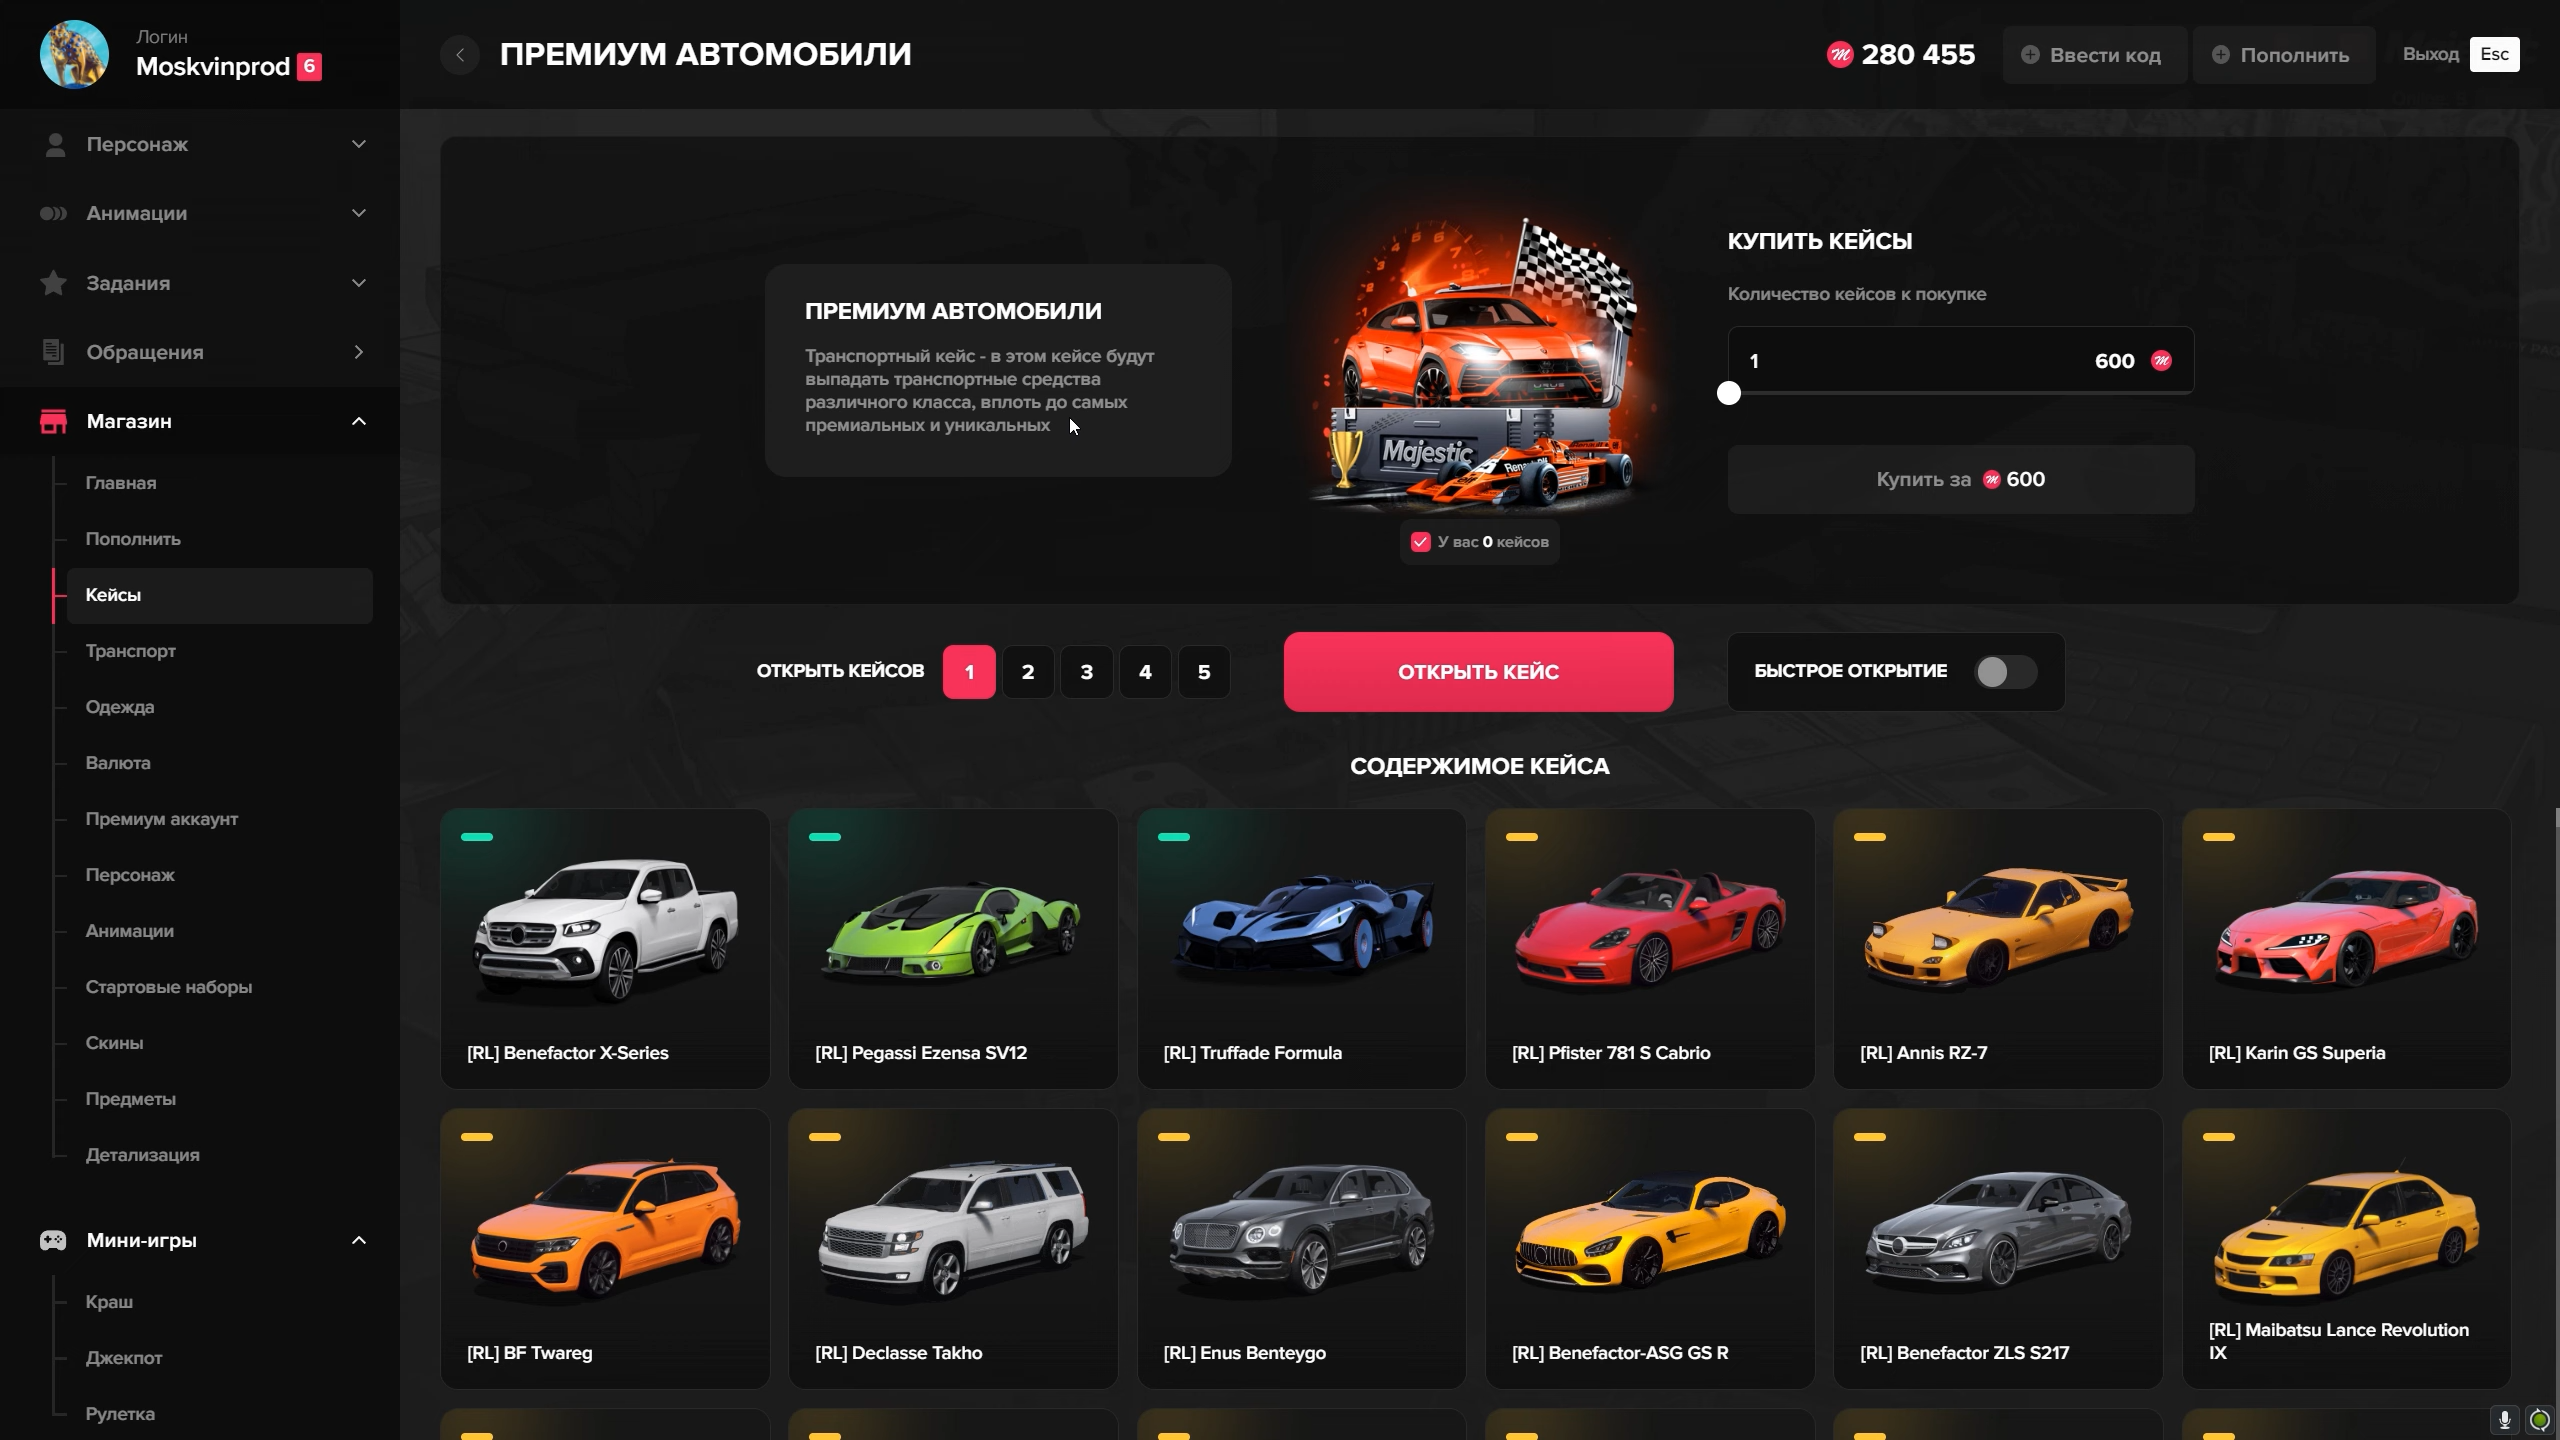 Логин
Moskvinprod 6
Персонаж
Анимации
Задания
Обращения
Магазин
Главная
Пополнить
Кейсы
Транспорт
Одежда
Валюта
Премиум аккаунт
Персонаж
Анимации
Стартовые наборы
Скины
Предметы
Детализация
Мини-игры
Краш
Джекпот
Рулетка
ПРЕМИУМ АВТОМОБИЛИ
280 455
Ввести код
Пополнить
Выход Esc
ПРЕМИУМ АВТОМОБИЛИ
Транспортный кейс - в этом кейсе будут
выпадать транспортные средства
различного класса, вплоть до самых
премиальных и уникальных
Majestic
У вас 0 кейсов
КУПИТЬ КЕЙСЫ
Количество кейсов к покупке
1 600
Купить за 600
ОТКРЫТЬ КЕЙСОВ 1 2 3 4 5
ОТКРЫТЬ КЕЙС
БЫСТРОЕ ОТКРЫТИЕ
СОДЕРЖИМОЕ КЕЙСА
[RL] Benefactor X-Series
[RL] Pegassi Ezensa SV12
[RL] Truffade Formula
[RL] Pfister 781 S Cabrio
[RL] Annis RZ-7
[RL] Karin GS Superia
[RL] BF Twareg
[RL] Declasse Takho
[RL] Enus Benteygo
[RL] Benefactor-ASG GS R
[RL] Benefactor ZLS S217
[RL] Maibatsu Lance Revolution
IX